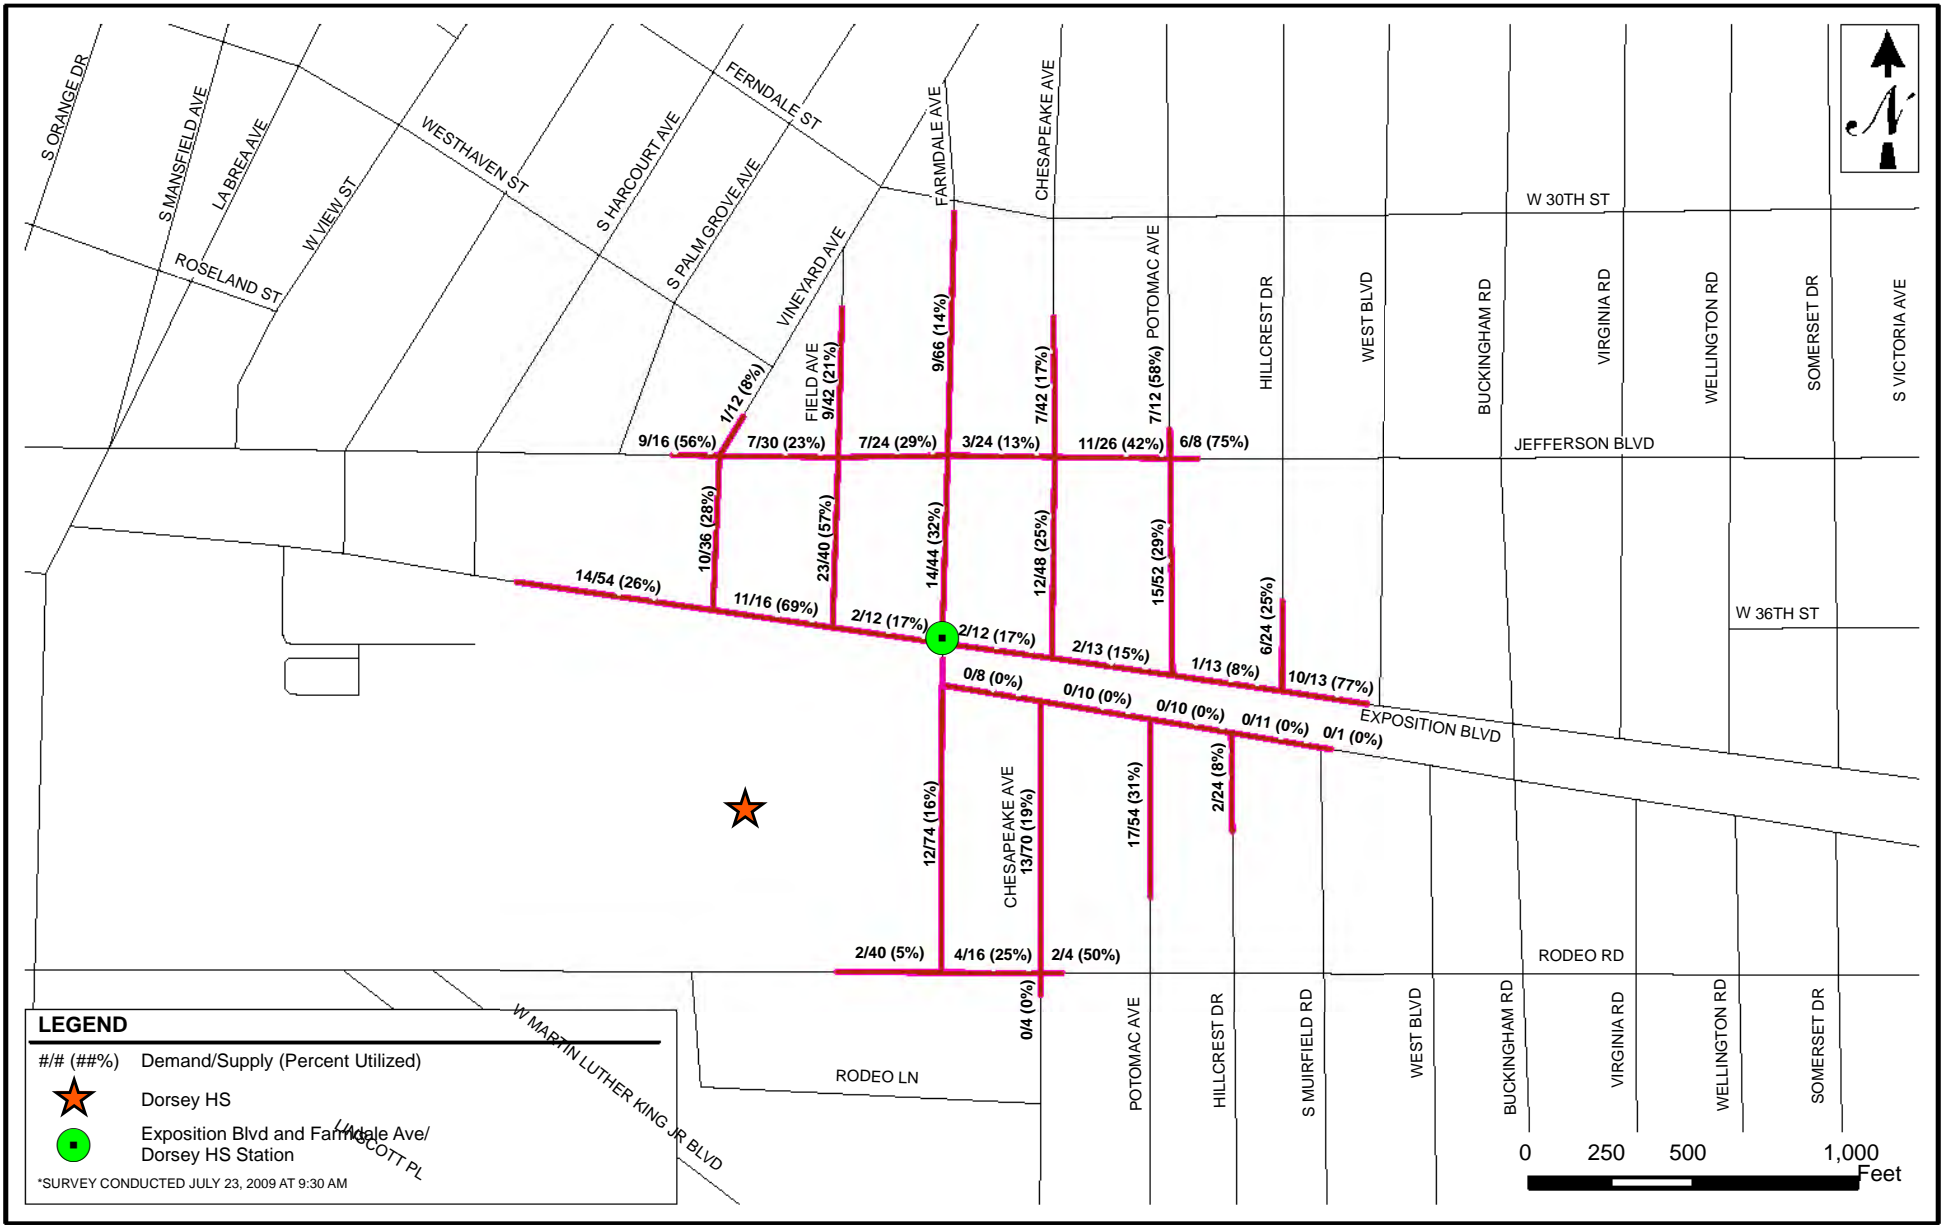 S ORANGE DR
S MANSFIELD AVE
LA BREA AVE
W VIEW ST
ROSELAND ST
WESTHAVEN ST
S HARCOURT AVE
S PALM GROVE AVE
VINEYARD AVE
FERNDALE ST
FARMDALE AVE
CHESAPEAKE AVE
POTOMAC AVE
W 30TH ST
HILLCREST DR
WEST BLVD
BUCKINGHAM RD
VIRGINIA RD
WELLINGTON RD
SOMERSET DR
S VICTORIA AVE
N
FIELD AVE
1/12 (8%)
9/42 (21%)
9/66 (14%)
7/42 (17%)
7/12 (58%)
9/16 (56%)
7/30 (23%)
7/24 (29%)
3/24 (13%)
11/26 (42%)
6/8 (75%)
JEFFERSON BLVD
10/36 (28%)
23/40 (57%)
14/44 (32%)
12/48 (25%)
15/52 (29%)
6/24 (25%)
W 36TH ST
14/54 (26%)
11/16 (69%)
2/12 (17%)
2/12 (17%)
2/13 (15%)
1/13 (8%)
10/13 (77%)
EXPOSITION BLVD
0/8 (0%)
0/10 (0%)
0/10 (0%)
0/11 (0%)
0/1 (0%)
12/74 (16%)
CHESAPEAKE AVE
13/70 (19%)
17/54 (31%)
2/24 (8%)
2/40 (5%)
4/16 (25%)
2/4 (50%)
0/4 (0%)
RODEO RD
POTOMAC AVE
HILLCREST DR
S MUIRFIELD RD
WEST BLVD
BUCKINGHAM RD
VIRGINIA RD
WELLINGTON RD
SOMERSET DR
RODEO LN
W MARTIN LUTHER KING JR BLVD
LINSCOTT PL
LEGEND
#/# (##%) Demand/Supply (Percent Utilized)
Dorsey HS
Exposition Blvd and Farmdale Ave/
Dorsey HS Station
*SURVEY CONDUCTED JULY 23, 2009 AT 9:30 AM
0 250 500 1,000
Feet